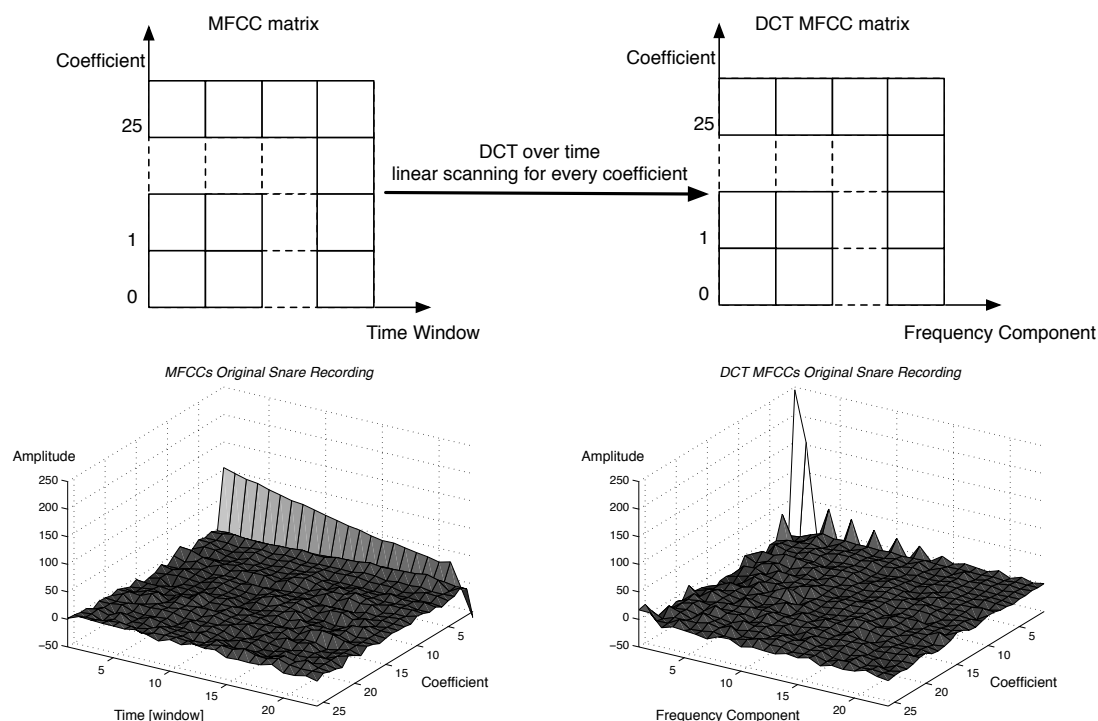 MFCC matrix
Coefficient
25
1
0
Time Window
DCT over time
linear scanning for every coefficient
DCT MFCC matrix
Coefficient
25
1
0
Frequency Component
MFCCs Original Snare Recording
Amplitude
250
200
150
100
50
0
−50
5
10
15
20
Time [window]
5
10
15
20
25
Coefficient
DCT MFCCs Original Snare Recording
Amplitude
250
200
150
100
50
0
−50
5
10
15
20
Frequency Component
5
10
15
20
25
Coefficient